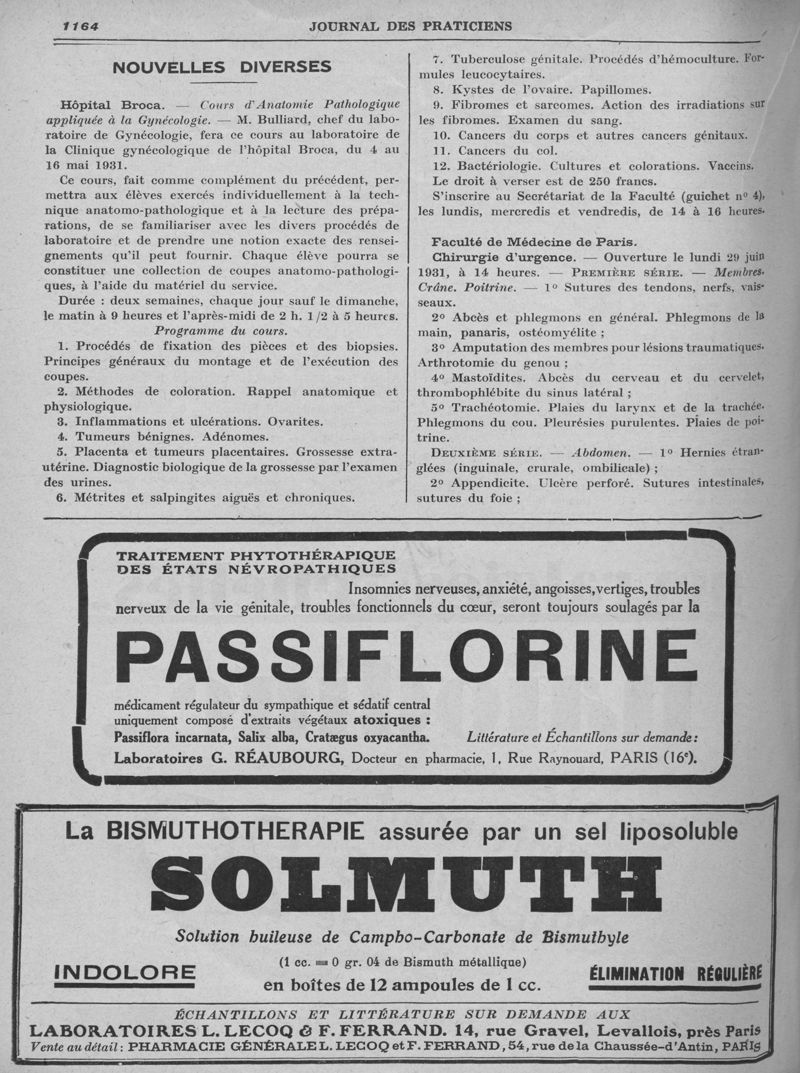 1164
JOURNAL DES PRATICIENS
NOUVELLES DIVERSES
Hôpital Broca. — Cours d'Anatomie Pathologique
appliquée à la Gynécologie. — M. Bulliard, chef du labo-
ratoire de Gynécologie, fera ce cours au laboratoire de
la Clinique gynécologique de l'hôpital Broca, du 4 au
16 mai 1931.
Ce cours, fait comme complément du précédent, per-
mettra aux élèves exercés individuellement à la tech-
nique anatomo-pathologique et à la lecture des prépa-
rations, de se familiariser avec les divers procédés de
laboratoire et de prendre une notion exacte des rensei-
gnements qu'il peut fournir. Chaque élève pourra se
constituer une collection de coupes anatomo-pathologi-
ques, à l'aide du matériel du service.
Durée : deux semaines, chaque jour sauf le dimanche,
le matin à 9 heures et l'après-midi de 2 h. 1/2 à 5 heures.
Programme du cours.
1. Procédés de fixation des pièces et des biopsies.
Principes généraux du montage et de l'exécution des
coupes.
2. Méthodes de coloration. Rappel anatomique et
physiologique.
3. Inflammations et ulcérations. Ovarites.
4. Tumeurs bénignes. Adénomes.
5. Placenta et tumeurs placentaires. Grossesse extra-
utérine. Diagnostic biologique de la grossesse par l'examen
des urines.
6. Métrites et salpingites aiguës et chroniques.
7. Tuberculose génitale. Procédés d'hémoculture. For-
mules leucocytaires.
8. Kystes de l'ovaire. Papillomes.
9. Fibromes et sarcomes. Action des irradiations sur
les fibromes. Examen du sang.
10. Cancers du corps et autres cancers génitaux.
11. Cancers du col.
12. Bactériologie. Cultures et colorations. Vaccins.
Le droit à verser est de 250 francs.
S'inscrire au Secrétariat de la Faculté (guichet nº 4),
les lundis, mercredis et vendredis, de 14 à 16 heures.
Faculté de Médecine de Paris.
Chirurgie d'urgence. — Ouverture le lundi 29 juin
1931, à 14 heures. — PREMIÈRE SÉRIE. — Membres.
Crâne. Poitrine. — 1º Sutures des tendons, nerfs, vais-
seaux.
2º Abcès et phlegmons en général. Phlegmons de la
main, panaris, ostéomyélite ;
3º Amputation des membres pour lésions traumatiques.
Arthrotomie du genou ;
4º Mastoïdites. Abcès du cerveau et du cervelet,
thrombophlébite du sinus latéral ;
5º Trachéotomie. Plaies du larynx et de la trachée.
Phlegmons du cou. Pleurésies purulentes. Plaies de poi-
trine.
DEUXIÈME SÉRIE. — Abdomen. — 1º Hernies étran-
glées (inguinale, crurale, ombilicale) ;
2º Appendicite. Ulcère perforé. Sutures intestinales,
sutures du foie ;
TRAITEMENT PHYTOTHÉRAPIQUE
DES ÉTATS NÉVROPATHIQUES
Insomnies nerveuses, anxiété, angoisses, vertiges, troubles
nerveux de la vie génitale, troubles fonctionnels du cœur, seront toujours soulagés par la
PASSIFLORINE
médicament régulateur du sympathique et sédatif central
uniquement composé d'extraits végétaux atoxiques :
Passiflora incarnata, Salix alba, Cratægus oxyacantha.
Littérature et Échantillons sur demande :
Laboratoires G. RÉAUBOURG, Docteur en pharmacie, 1, Rue Raynouard, PARIS (16e).
La BISMUTHOTHERAPIE assurée par un sel liposoluble
SOLMUTH
Solution huileuse de Campho-Carbonate de Bismuthyle
INDOLORE
(1 cc. = 0 gr. 04 de Bismuth métallique)
en boîtes de 12 ampoules de 1 cc.
ÉLIMINATION RÉGULIÈRE
ÉCHANTILLONS ET LITTÉRATURE SUR DEMANDE AUX
LABORATOIRES L. LECOQ & F. FERRAND. 14, rue Gravel, Levallois, près Paris
Vente au détail : PHARMACIE GÉNÉRALE L. LECOQ et F. FERRAND, 54, rue de la Chaussée-d'Antin, PARIS